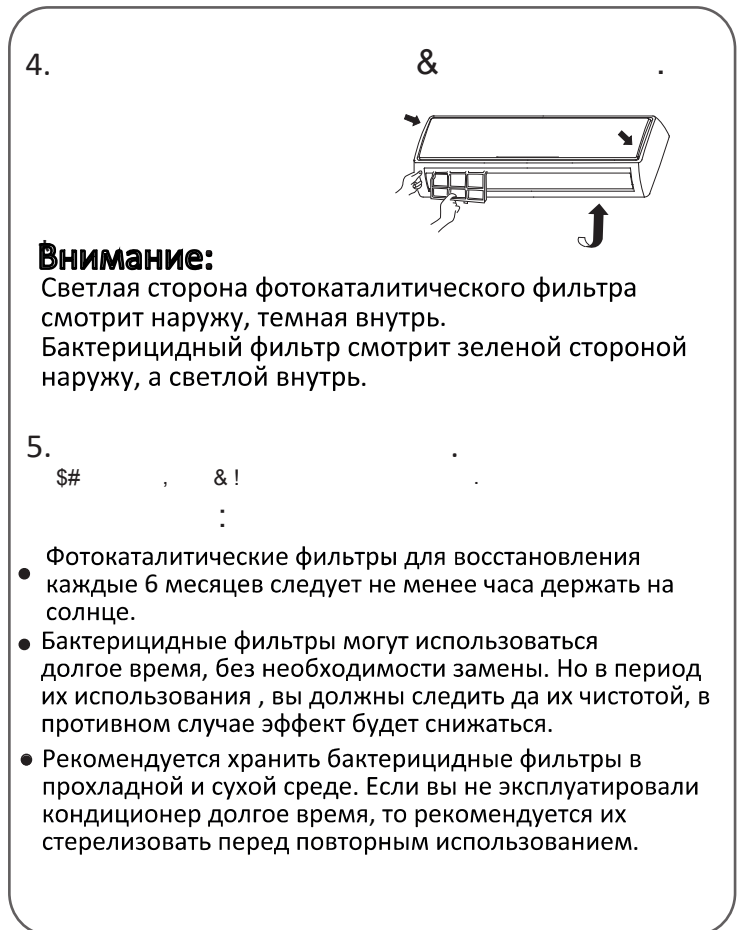 4. & .
Внимание:
Светлая сторона фотокаталитического фильтра
смотрит наружу, темная внутрь.
Бактерицидный фильтр смотрит зеленой стороной
наружу, а светлой внутрь.
5. .
$# , & ! .
:
● Фотокаталитические фильтры для восстановления
каждые 6 месяцев следует не менее часа держать на
солнце.
● Бактерицидные фильтры могут использоваться
долгое время, без необходимости замены. Но в период
их использования , вы должны следить да их чистотой, в
противном случае эффект будет снижаться.
● Рекомендуется хранить бактерицидные фильтры в
прохладной и сухой среде. Если вы не эксплуатировали
кондиционер долгое время, то рекомендуется их
стерелизовать перед повторным использованием.